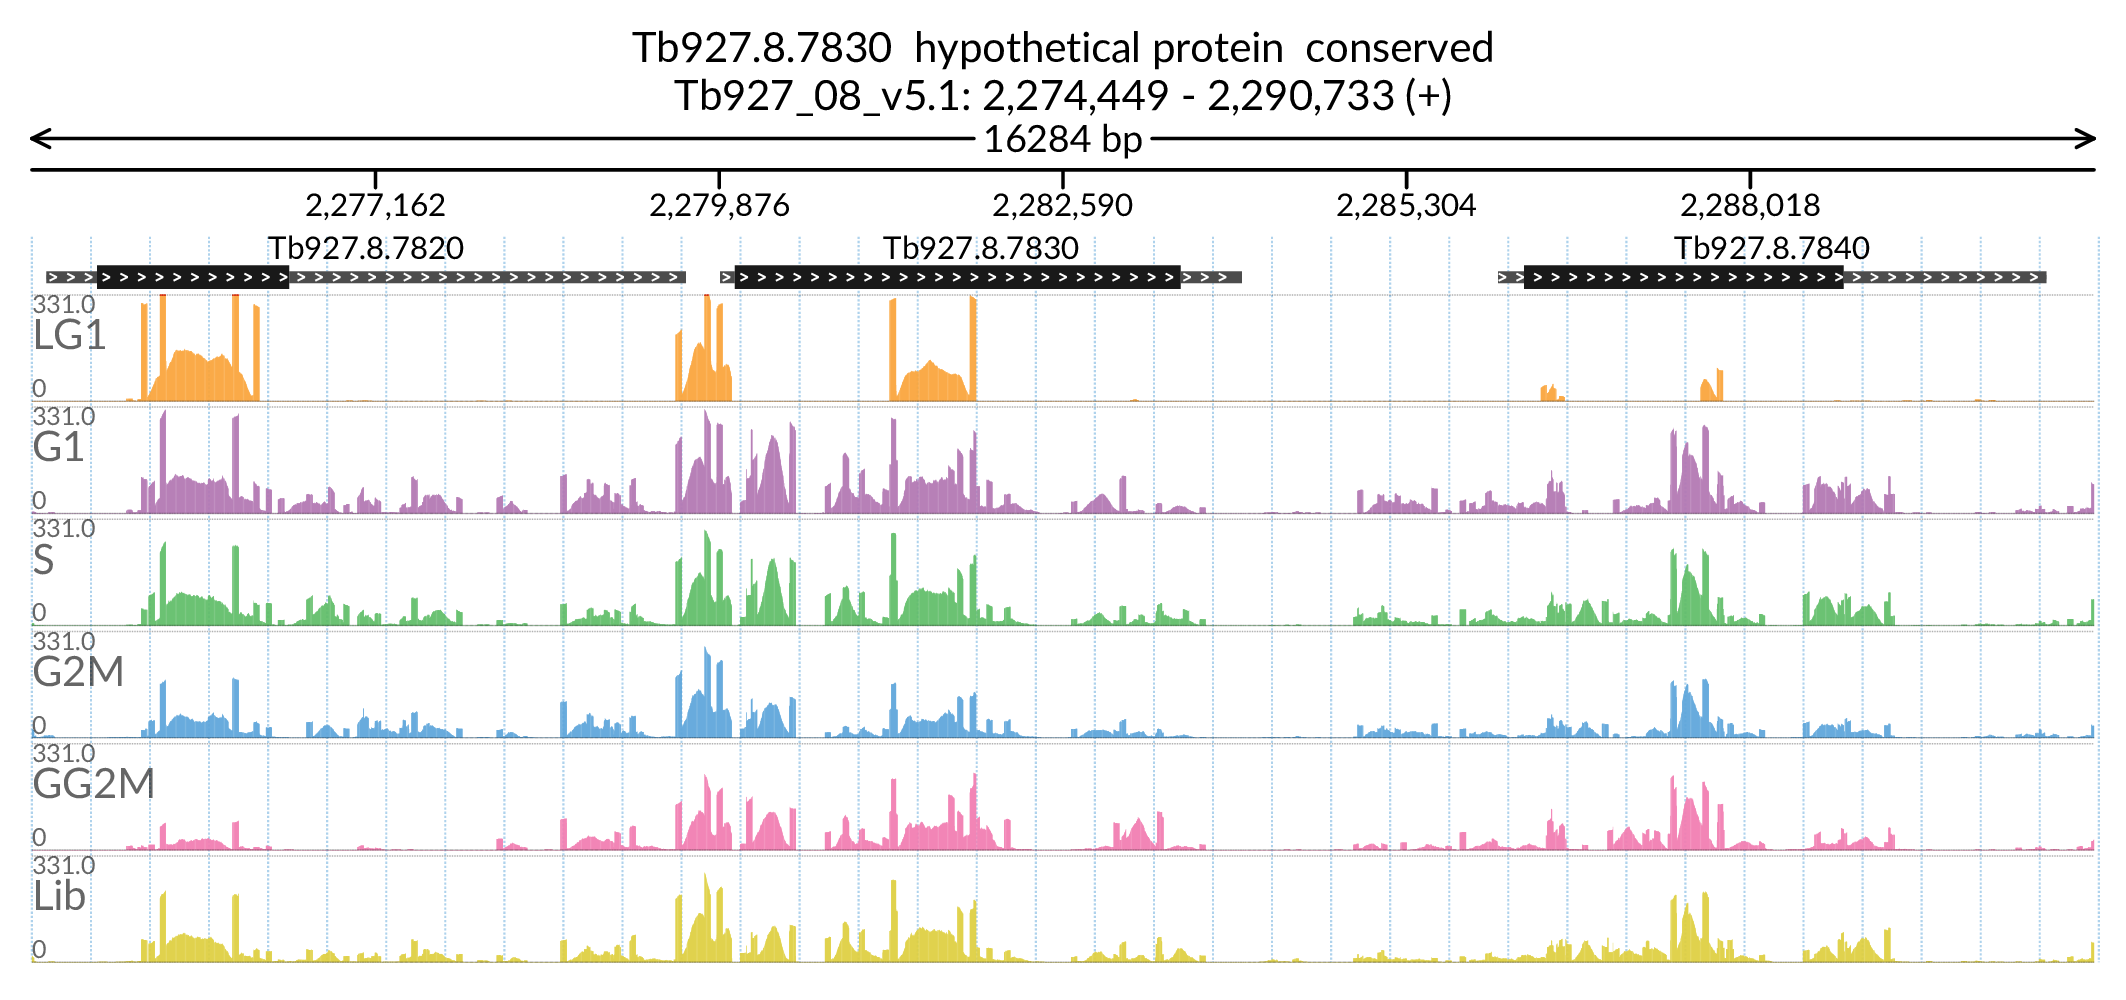 Tb927.8.7830 hypothetical protein conserved
Tb927_08_v5.1: 2,274,449 - 2,290,733 (+)
16284 bp
2,277,162 2,279,876 2,282,590 2,285,304 2,288,018
Tb927.8.7820 Tb927.8.7830 Tb927.8.7840
331.0
LG1
0
331.0
G1
0
331.0
S
0
331.0
G2M
0
331.0
GG2M
0
331.0
Lib
0